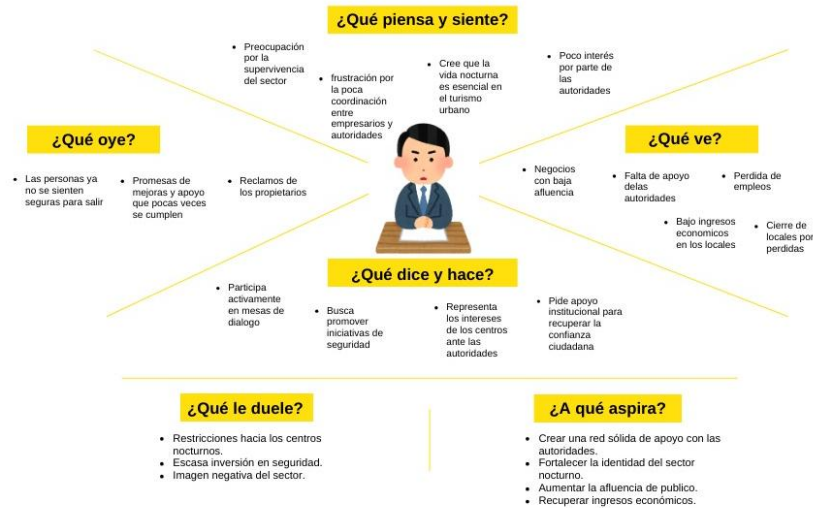 ¿Qué piensa y siente?
• Preocupación
por la
supervivencia
del sector
• frustración por
la poca
coordinación
entre
empresarios y
autoridades
• Cree que la
vida nocturna
es esencial en
el turismo
urbano
• Poco interés
por parte de
las
autoridades
¿Qué oye?
• Las personas ya
no se sienten
seguras para salir
• Promesas de
mejoras y apoyo
que pocas veces
se cumplen
• Reclamos de
los propietarios
¿Qué ve?
• Negocios
con baja
afluencia
• Falta de apoyo
delas
autoridades
• Perdida de
empleos
• Bajo ingresos
economicos
en los locales
• Cierre de
locales por
perdidas
¿Qué dice y hace?
• Participa
activamente
en mesas de
dialogo
• Busca
promover
iniciativas de
seguridad
• Representa
los intereses
de los centros
ante las
autoridades
• Pide apoyo
institucional para
recuperar la
confianza
ciudadana
¿Qué le duele?
• Restricciones hacia los centros
nocturnos.
• Escasa inversión en seguridad.
• Imagen negativa del sector.
¿A qué aspira?
• Crear una red sólida de apoyo con las
autoridades.
• Fortalecer la identidad del sector
nocturno.
• Aumentar la afluencia de publico.
• Recuperar ingresos económicos.